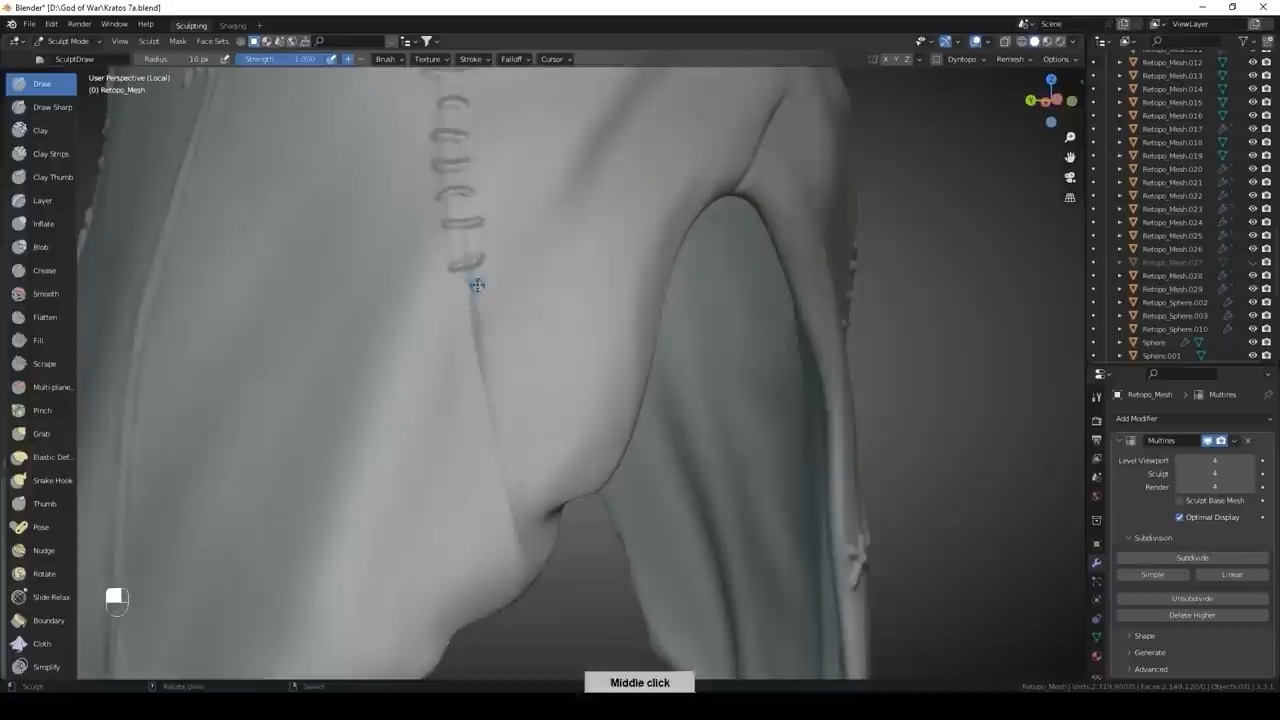 Blender* [D:\God of War\Kratos 7a.blend]
File Edit Render Window Help Sculpting Shading Scene ViewLayer
Sculpt Mode View Sculpt Mask Face Sets
SculptDraw Radius 10 px Strength 1.000 Brush Texture Stroke Falloff Cursor X Y Z Dyntopo Remesh Options
User Perspective (Local)
(0) Retopo_Mesh
Draw
Draw Sharp
Clay
Clay Strips
Clay Thumb
Layer
Inflate
Blob
Crease
Smooth
Flatten
Fill
Scrape
Multi-plane...
Pinch
Grab
Elastic Def...
Snake Hook
Thumb
Pose
Nudge
Rotate
Slide Relax
Boundary
Cloth
Simplify
Z
Y
Retopo_Mesh.012
Retopo_Mesh.013
Retopo_Mesh.014
Retopo_Mesh.015
Retopo_Mesh.016
Retopo_Mesh.017
Retopo_Mesh.018
Retopo_Mesh.019
Retopo_Mesh.020
Retopo_Mesh.021
Retopo_Mesh.022
Retopo_Mesh.023
Retopo_Mesh.024
Retopo_Mesh.025
Retopo_Mesh.026
Retopo_Mesh.027
Retopo_Mesh.028
Retopo_Mesh.029
Retopo_Sphere.002
Retopo_Sphere.003
Retopo_Sphere.010
Sphere
Sphere.001
Retopo_Mesh > Multires
Add Modifier
Multires
Level Viewport 4
Sculpt 4
Render 4
Sculpt Base Mesh
Optimal Display
Subdivision
Subdivide
Simple Linear
Unsubdivide
Delete Higher
Shape
Generate
Advanced
Middle click
Sculpt Rotate View Select